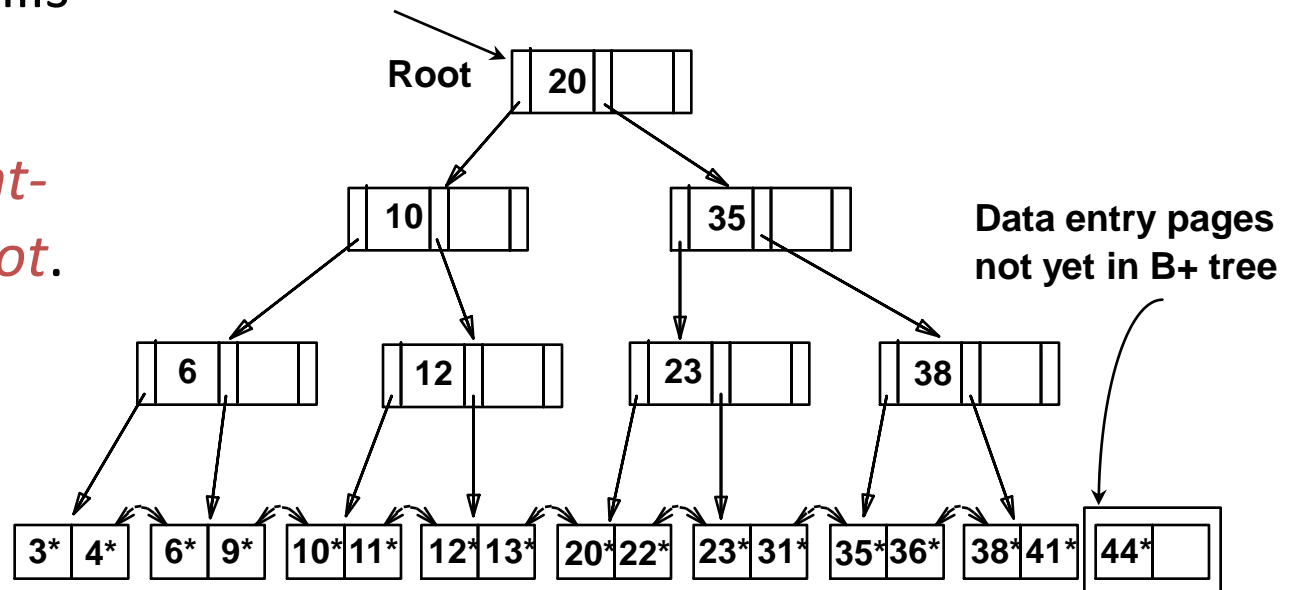 ms
Root
20
nt-
ot.
10
35
Data entry pages
not yet in B+ tree
6
12
23
38
3* 4* 6* 9* 10* 11* 12* 13* 20* 22* 23* 31* 35* 36* 38* 41* 44*